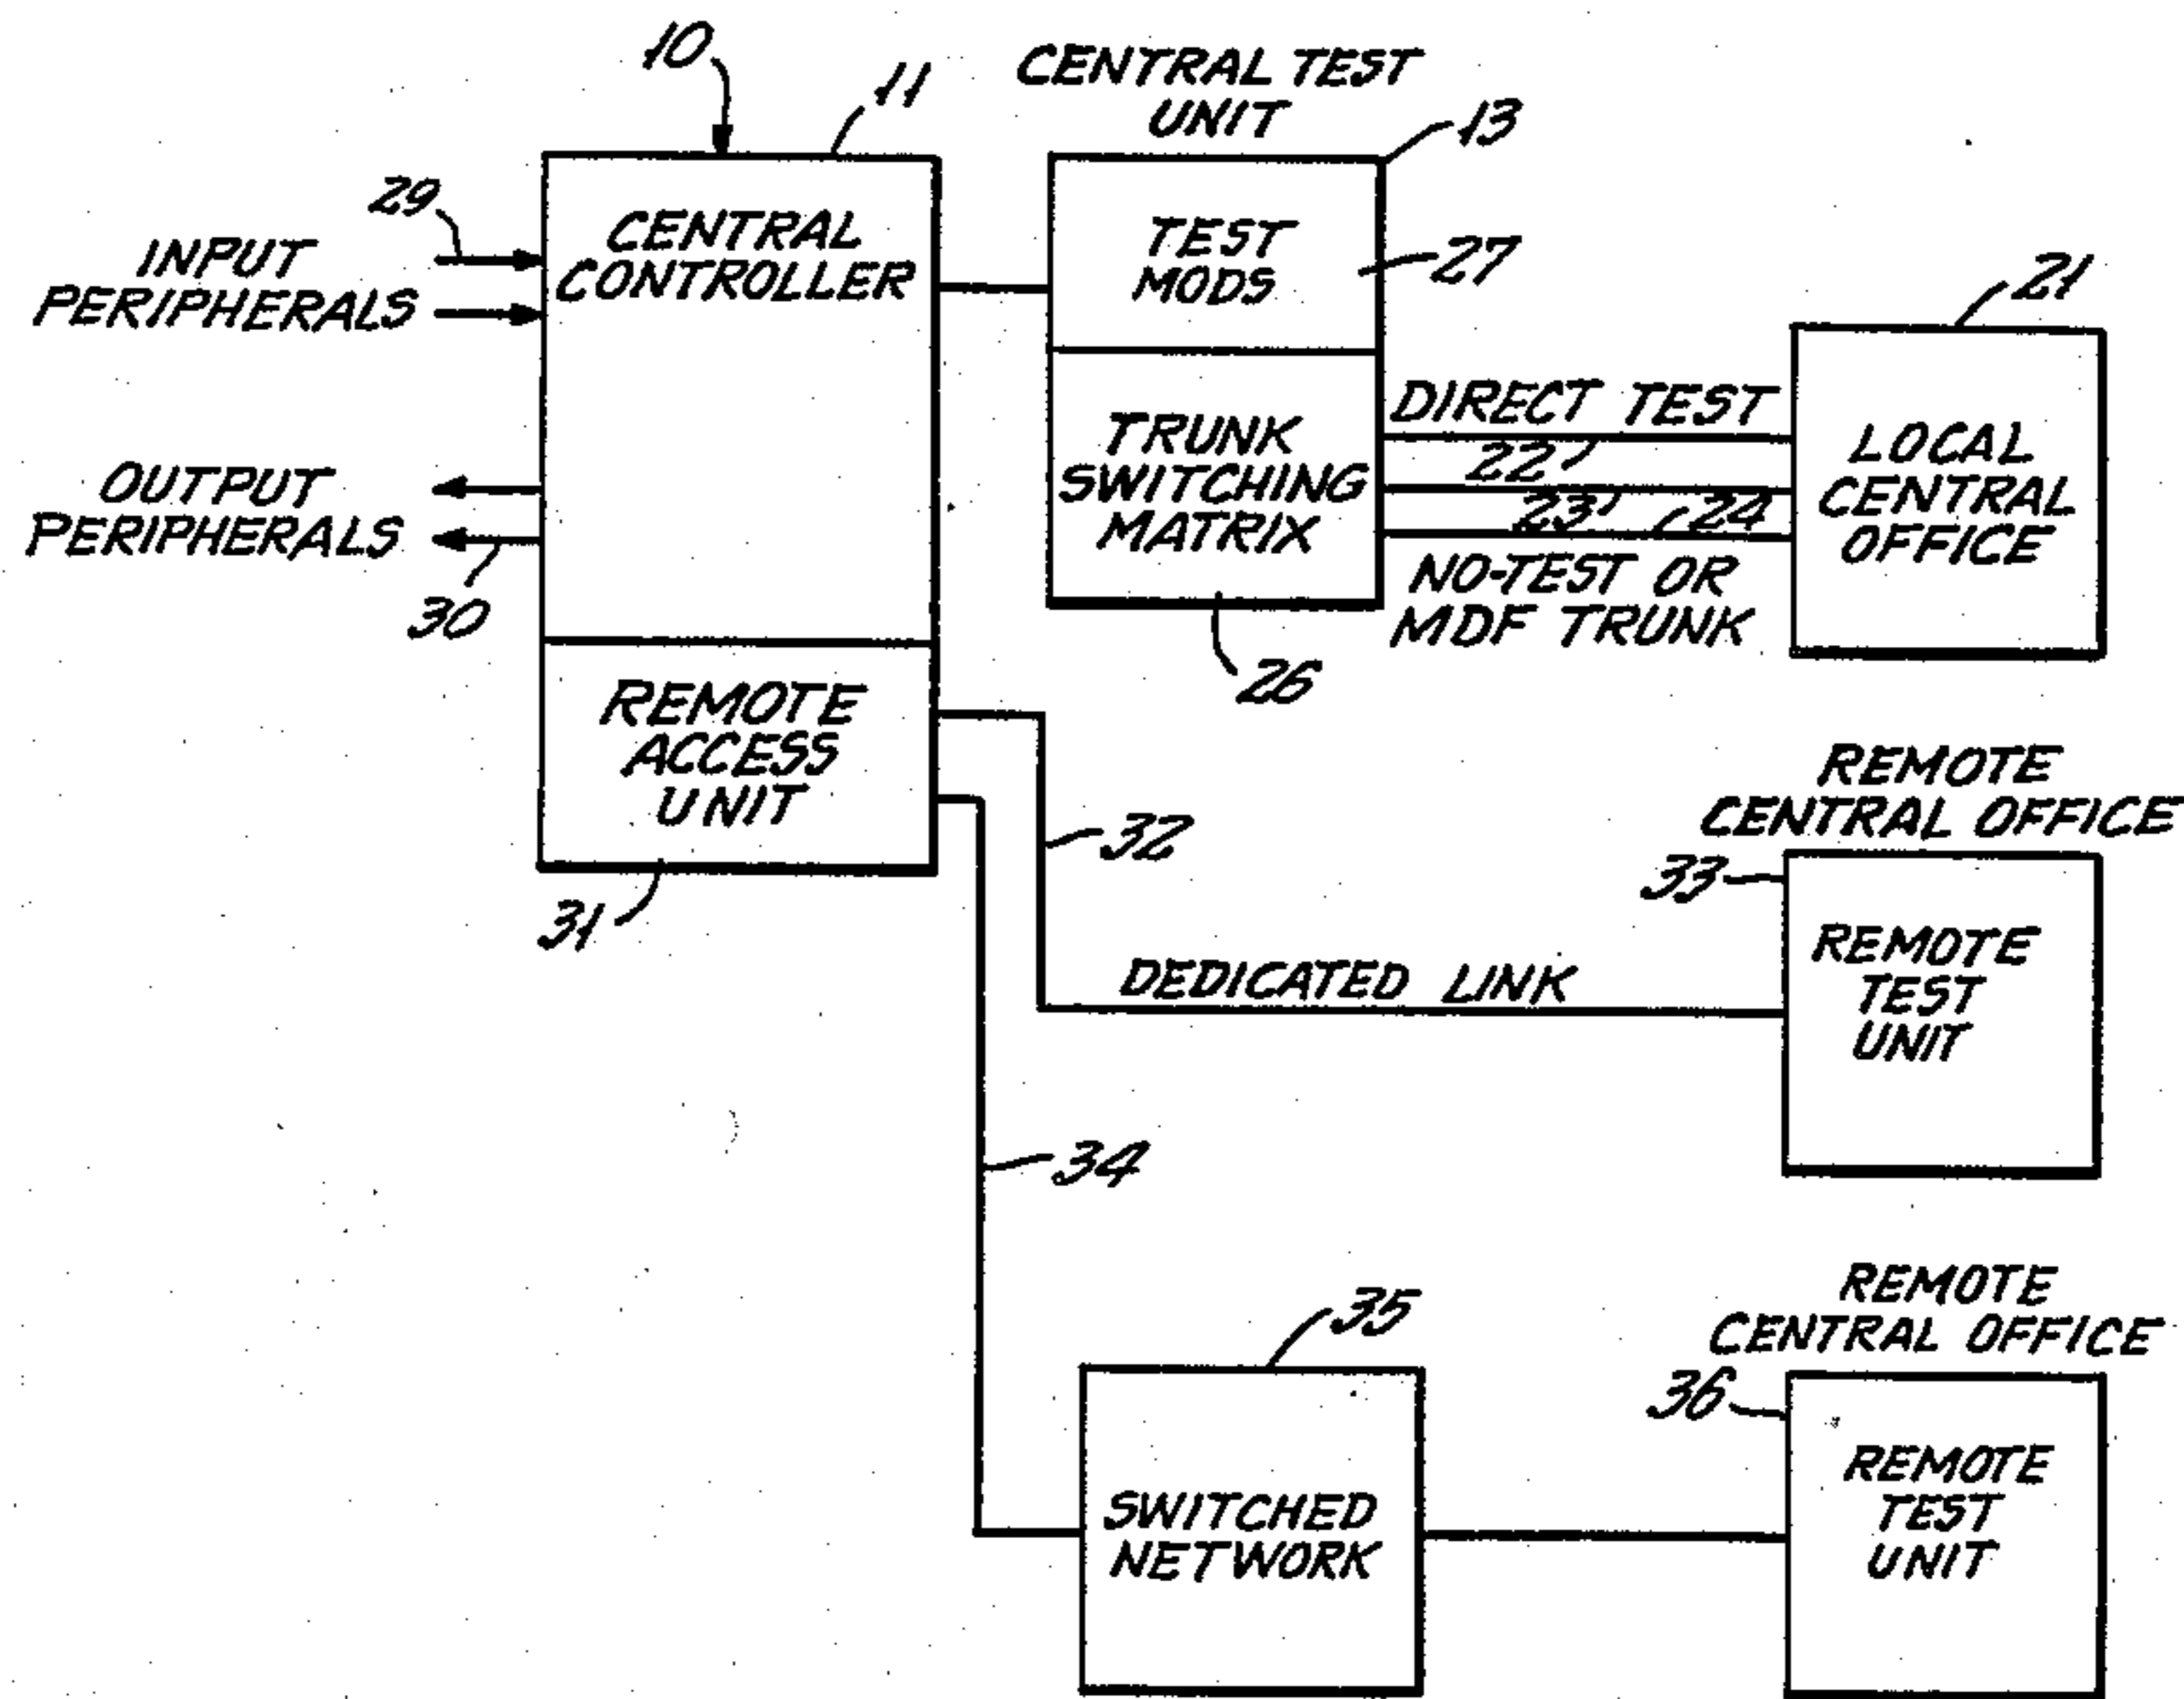 10
11
CENTRAL TEST
UNIT
13
29
INPUT
PERIPHERALS
CENTRAL
CONTROLLER
TEST
MODS
27
21
OUTPUT
PERIPHERALS
30
TRUNK
SWITCHING
MATRIX
26
DIRECT TEST
22
23
24
NO-TEST OR
MDF TRUNK
LOCAL
CENTRAL
OFFICE
REMOTE
ACCESS
UNIT
31
32
DEDICATED LINK
REMOTE
CENTRAL OFFICE
33
REMOTE
TEST
UNIT
34
35
SWITCHED
NETWORK
REMOTE
CENTRAL OFFICE
36
REMOTE
TEST
UNIT